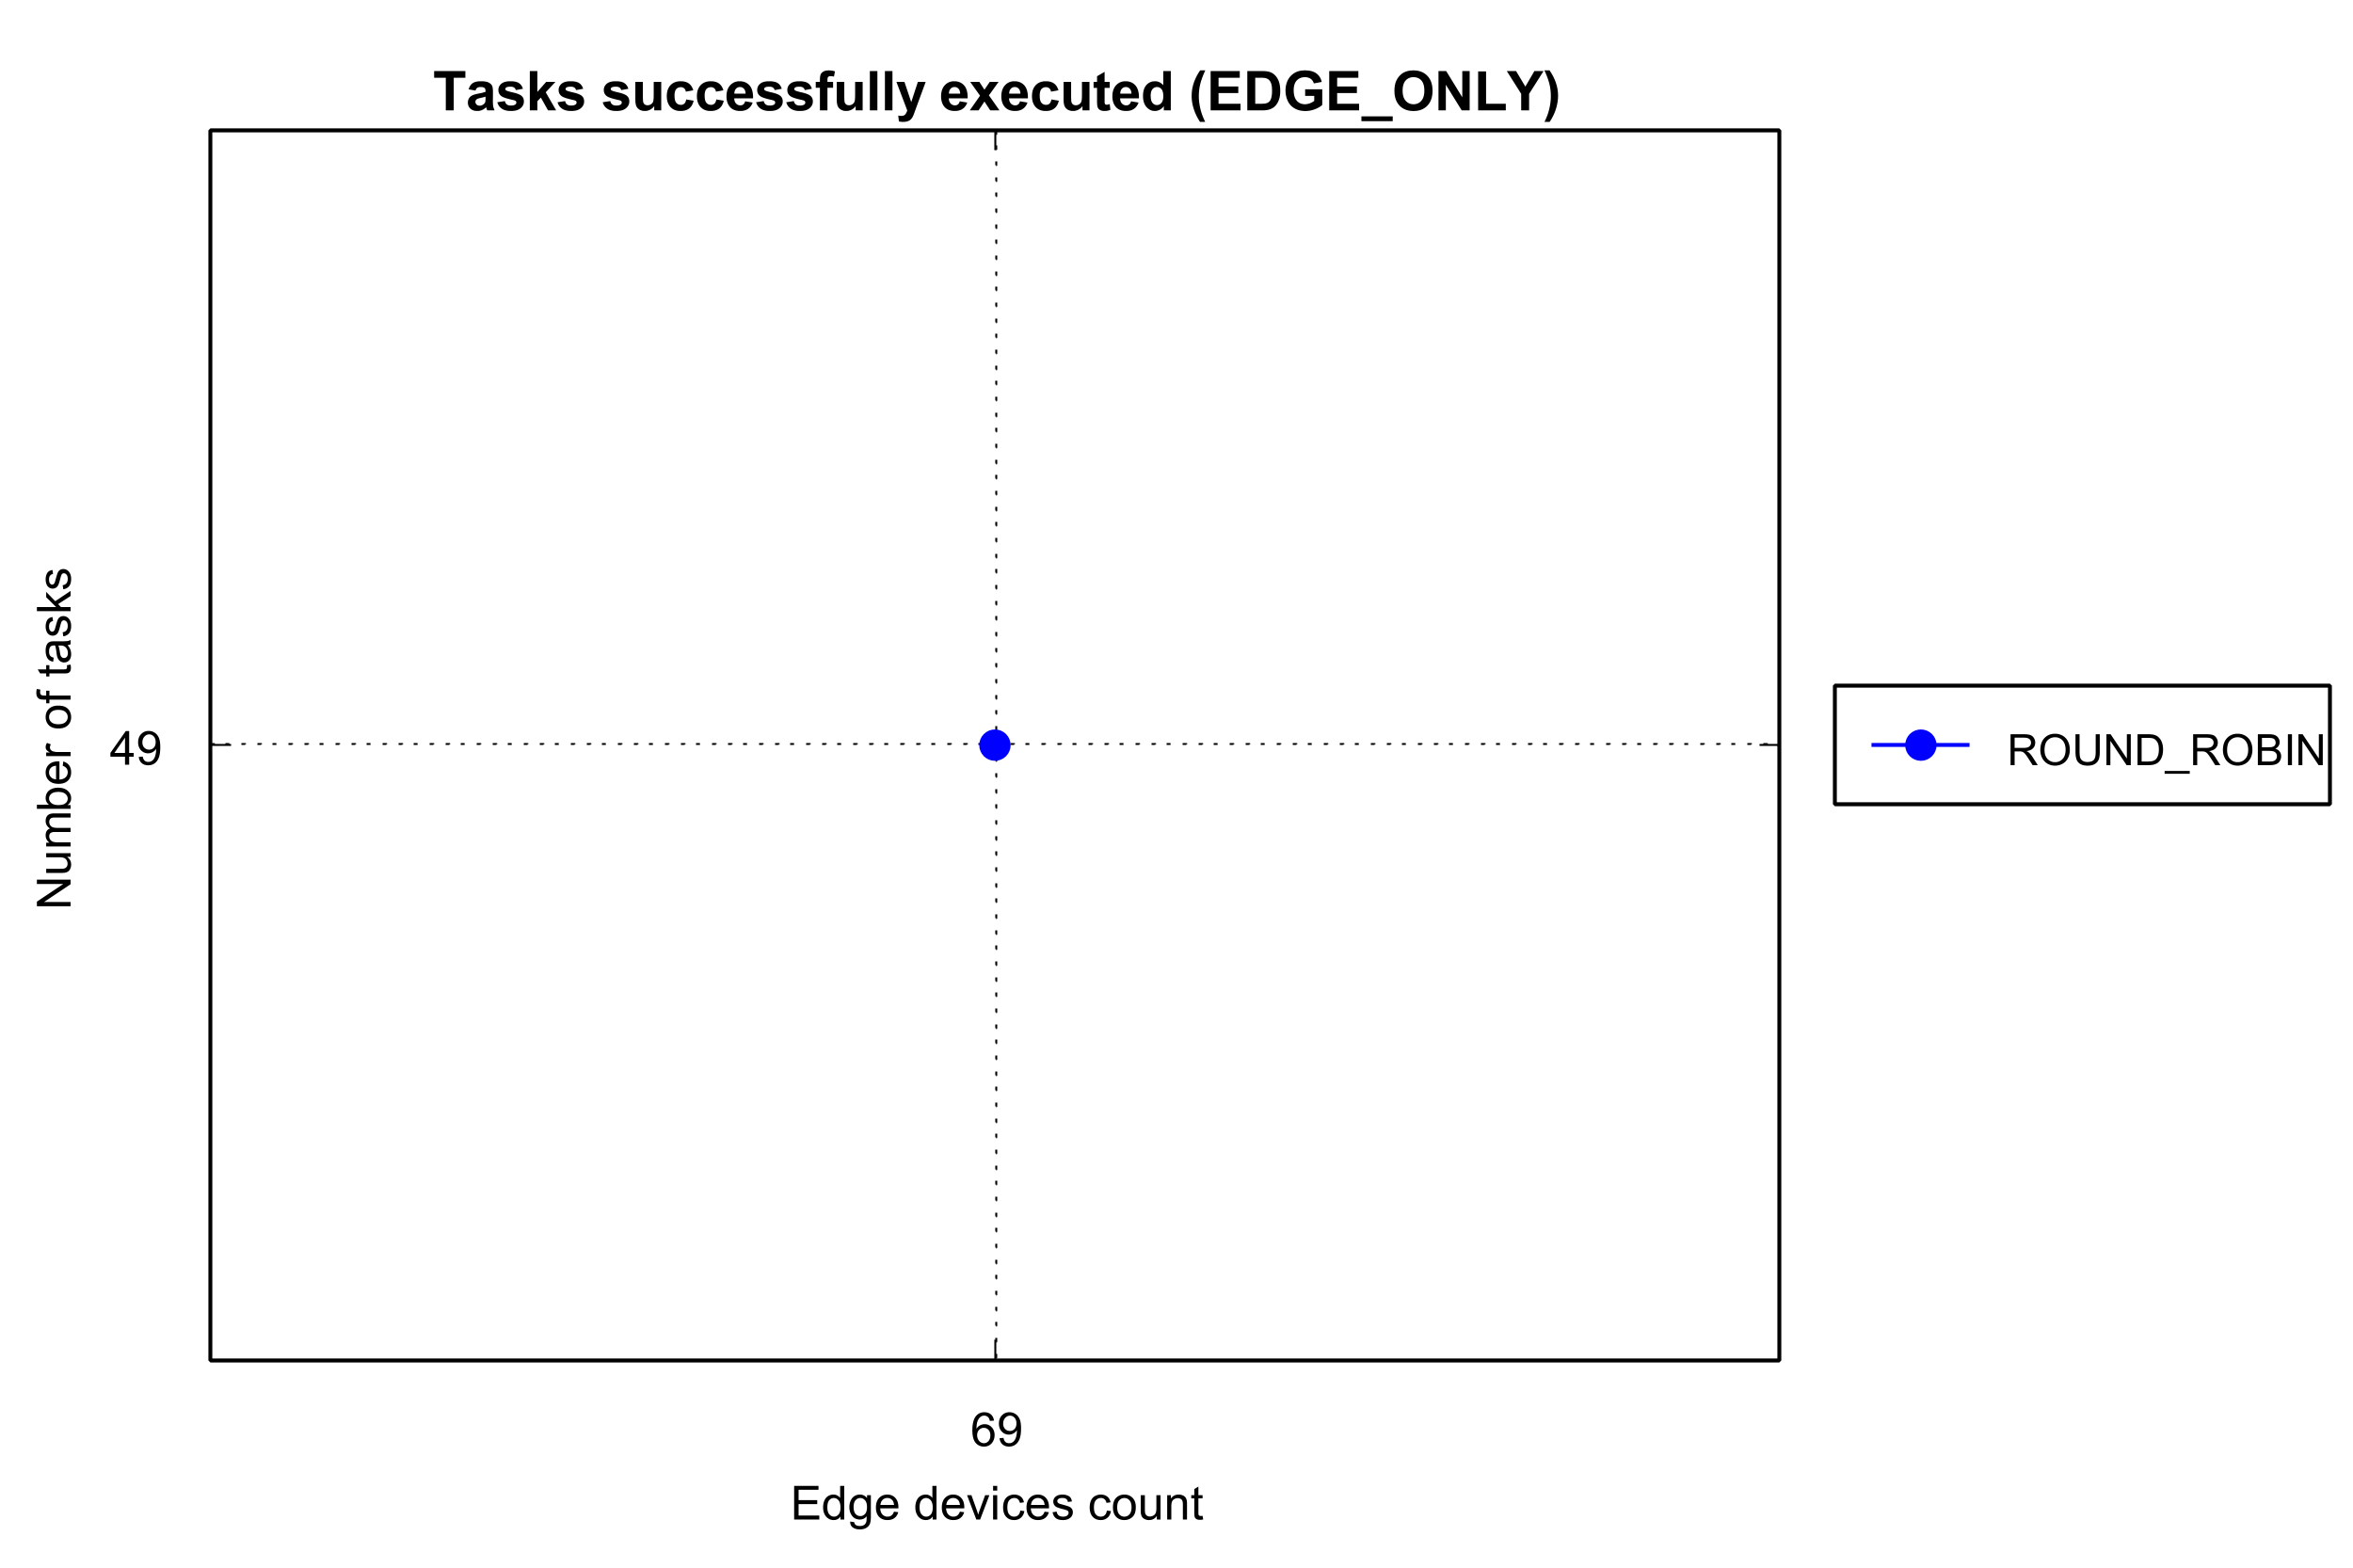 Tasks successfully executed (EDGE_ONLY)
Number of tasks
49
ROUND_ROBIN
69
Edge devices count